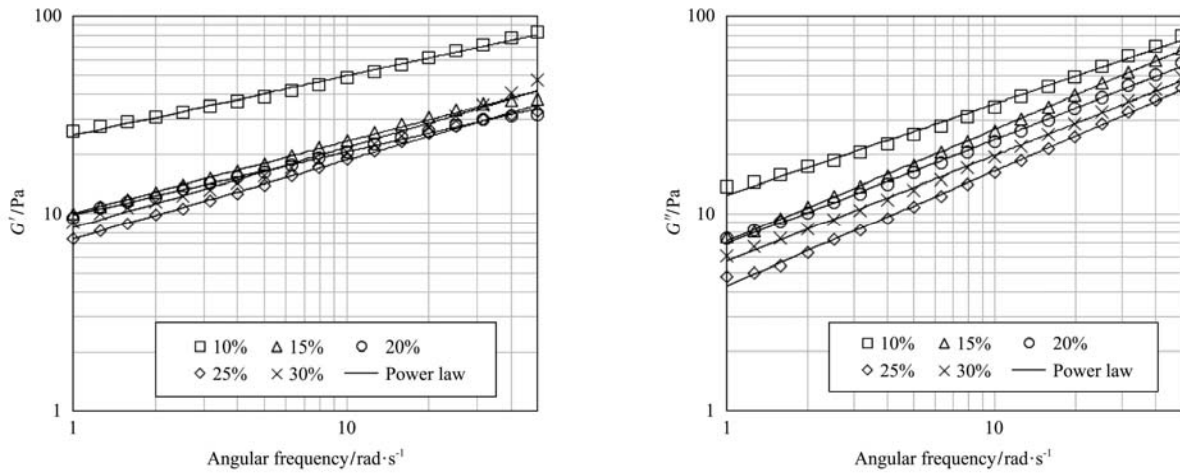 100
G′/Pa
10
10% 15% 20%
25% 30% Power law
1
1 10
Angular frequency/rad·s⁻¹
100
G″/Pa
10
10% 15% 20%
25% 30% Power law
1
1 10
Angular frequency/rad·s⁻¹